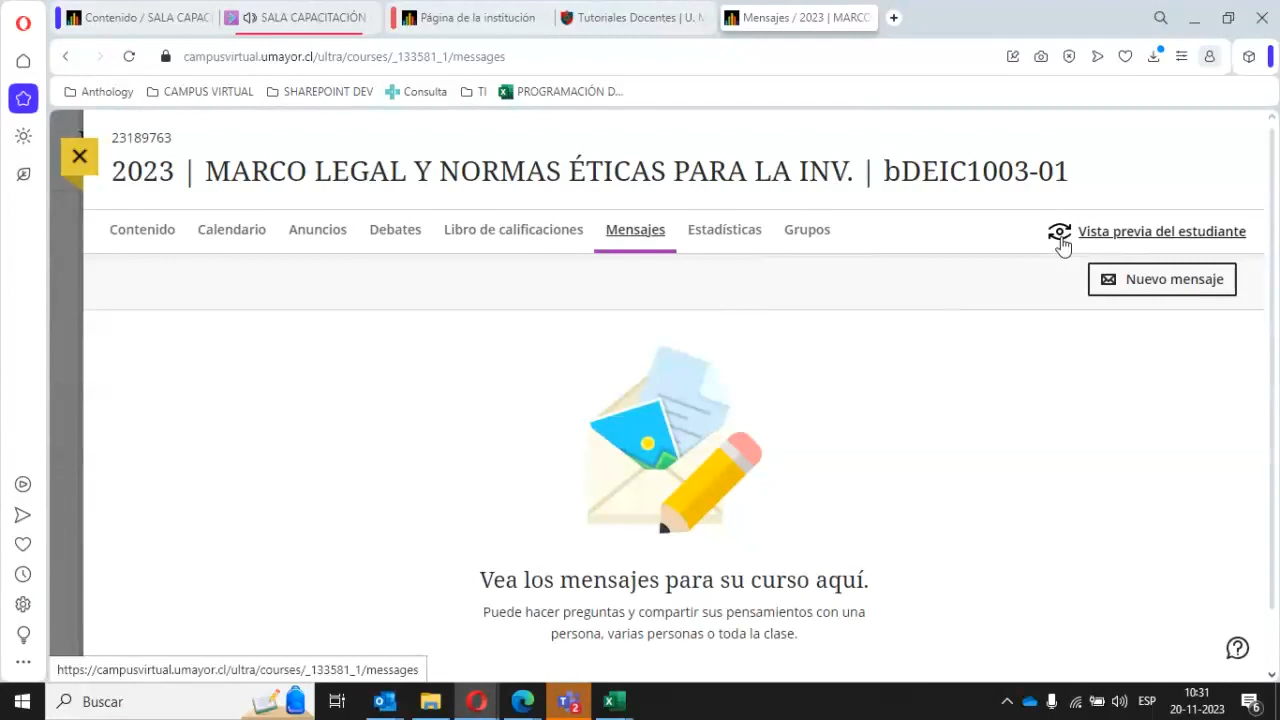 Contenido / SALA CAPAC
SALA CAPACITACIÓN
Página de la institución
Tutoriales Docentes | U. M
Mensajes / 2023 | MARCO
campusvirtual.umayor.cl/ultra/courses/_133581_1/messages
Anthology
CAMPUS VIRTUAL
SHAREPOINT DEV
Consulta
TI
PROGRAMACIÓN D...
23189763
2023 | MARCO LEGAL Y NORMAS ÉTICAS PARA LA INV. | bDEIC1003-01
Contenido
Calendario
Anuncios
Debates
Libro de calificaciones
Mensajes
Estadísticas
Grupos
Vista previa del estudiante
Nuevo mensaje
Vea los mensajes para su curso aquí.
Puede hacer preguntas y compartir sus pensamientos con una
persona, varias personas o toda la clase.
https://campusvirtual.umayor.cl/ultra/courses/_133581_1/messages
Buscar
2
ESP
10:31
20-11-2023
6